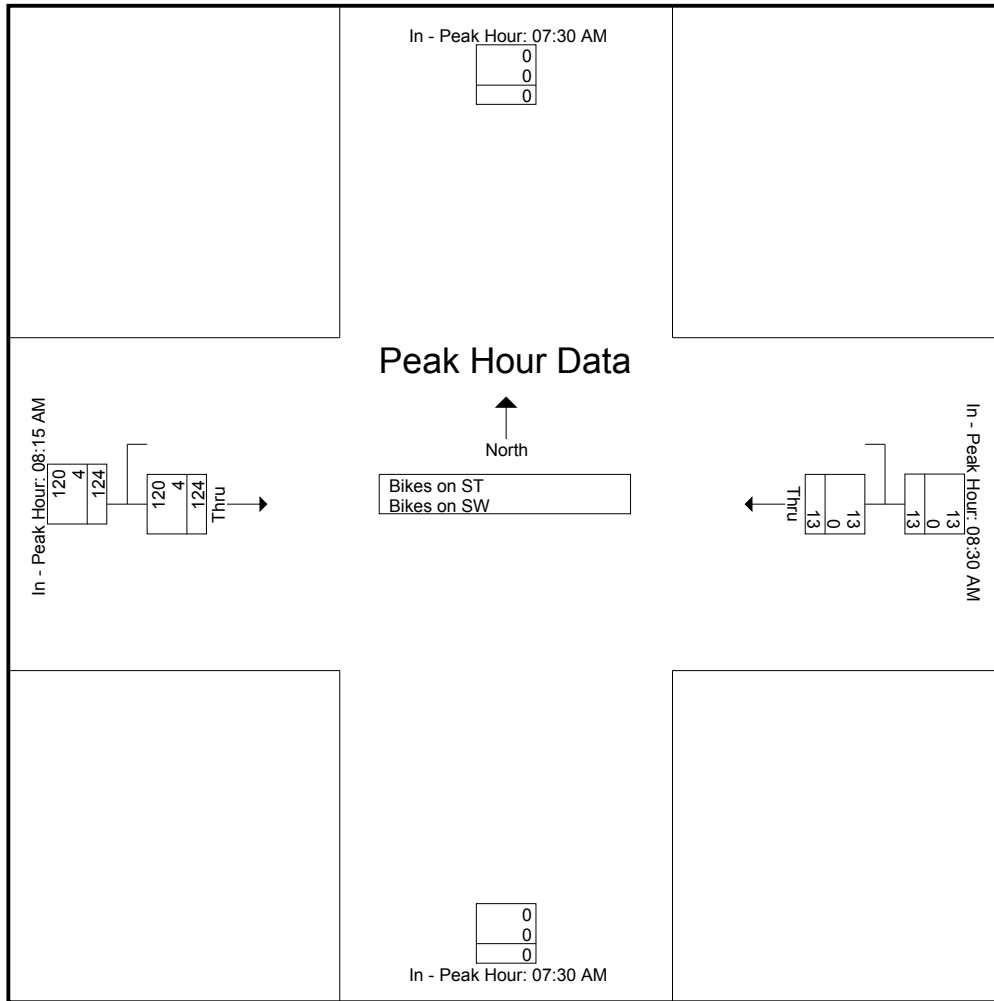 In - Peak Hour: 07:30 AM
0
0
0
Peak Hour Data
North
Bikes on ST
Bikes on SW
In - Peak Hour: 08:15 AM
120
4
124
120
4
124
Thru
Thru
13
0
13
In - Peak Hour: 08:30 AM
13
0
13
0
0
0
In - Peak Hour: 07:30 AM